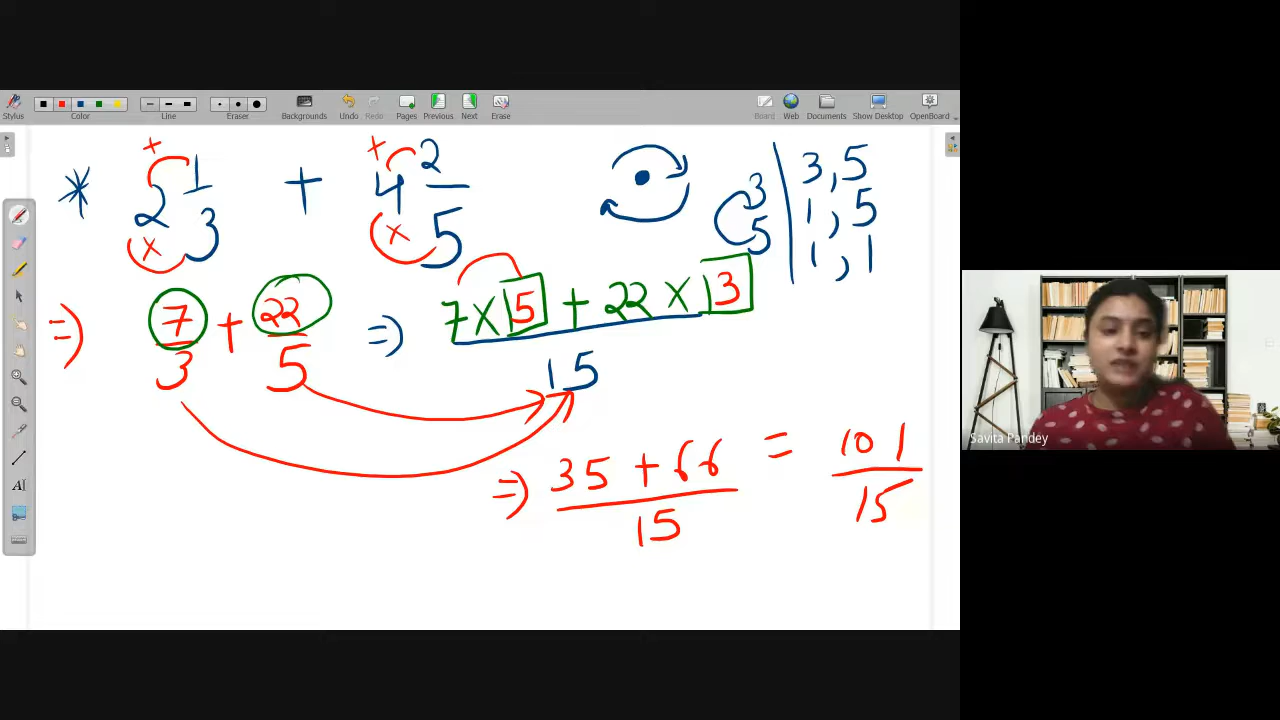 Stylus Color Line Eraser Backgrounds Undo Redo Pages Previous Next Erase Board Web Documents Show Desktop OpenBoard
* 2 1/3 + 4 2/5
+ +
× ×
3 | 3, 5
5 | 1, 5
1, 1
=> 7/3 + 22/5 => 7 × 5 + 22 × 3 / 15
=> 35 + 66 / 15 = 101/15
Savita Pandey